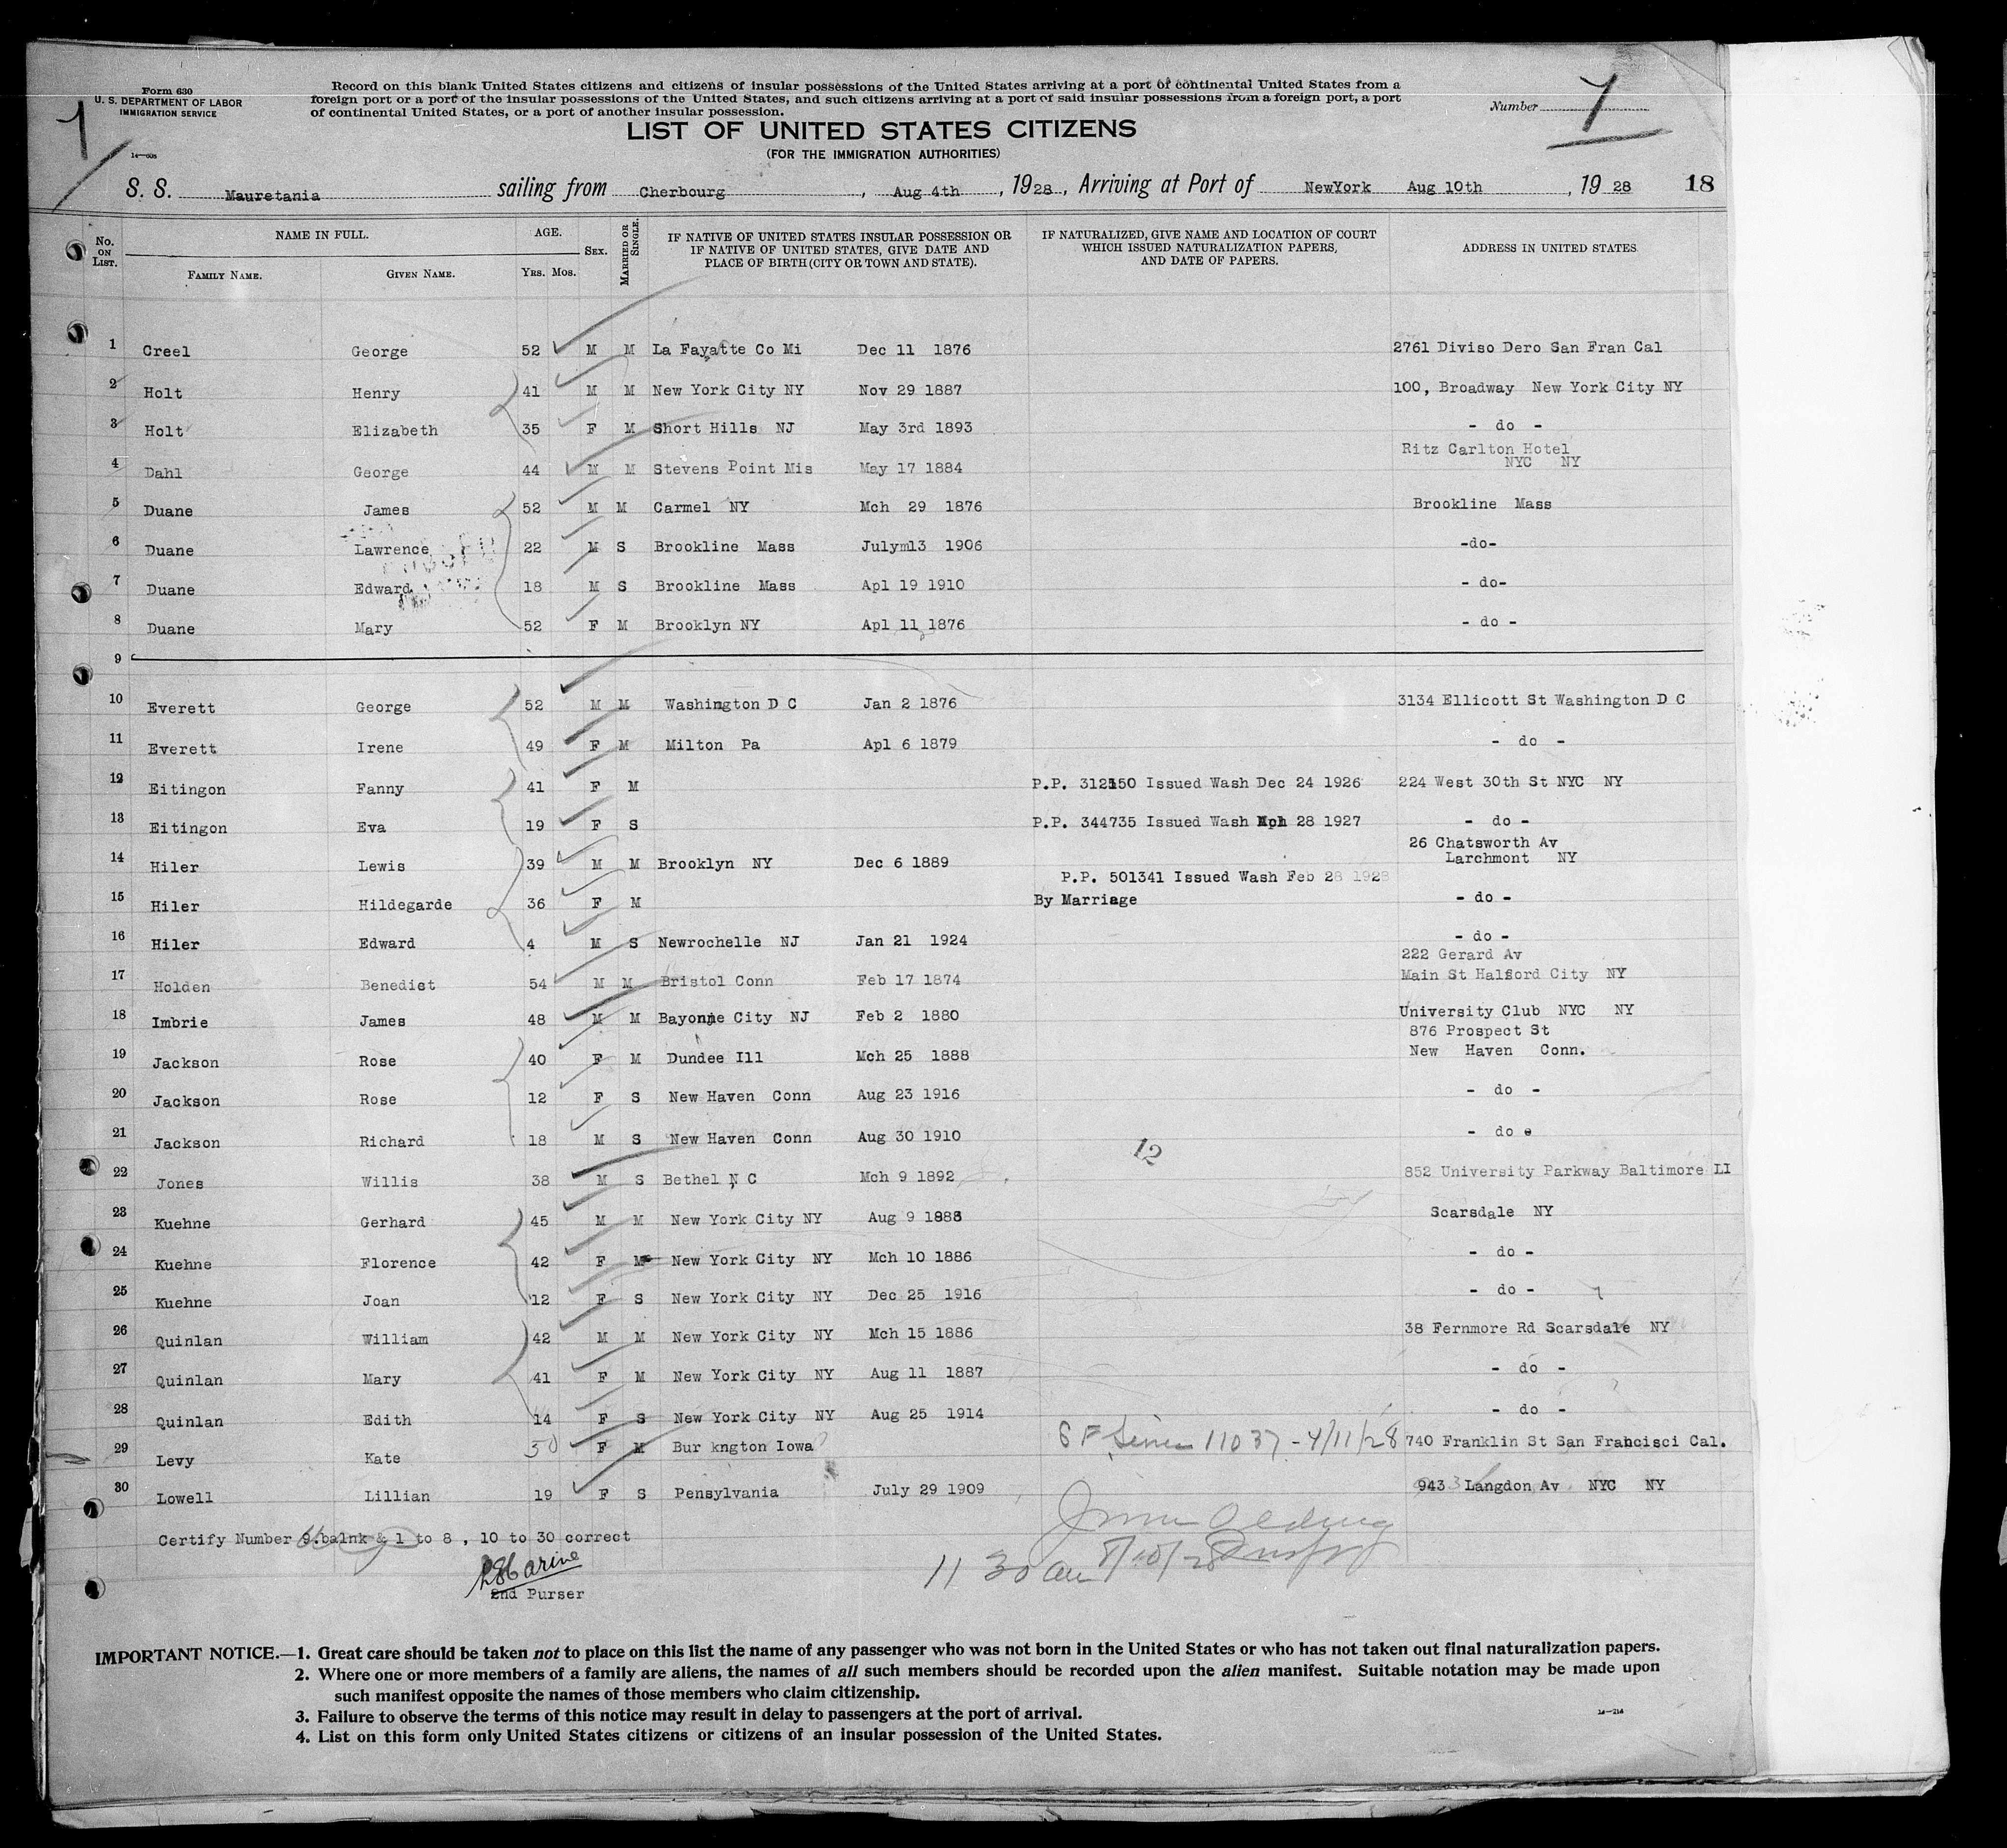 Form 630
U. S. DEPARTMENT OF LABOR
IMMIGRATION SERVICE
14—608
Record on this blank United States citizens and citizens of insular possessions of the United States arriving at a port of continental United States from a
foreign port or a port of the insular possessions of the United States, and such citizens arriving at a port of said insular possessions from a foreign port, a port
of continental United States, or a port of another insular possession.
Number 7
LIST OF UNITED STATES CITIZENS
(FOR THE IMMIGRATION AUTHORITIES)
S. S. Mauretania sailing from Cherbourg, Aug 4th, 1928, Arriving at Port of NewYork Aug 10th, 19 28 18
No. ON LIST. NAME IN FULL. FAMILY NAME. GIVEN NAME. AGE. YRS. MOS. SEX. MARRIED OR SINGLE. IF NATIVE OF UNITED STATES INSULAR POSSESSION OR IF NATIVE OF UNITED STATES, GIVE DATE AND PLACE OF BIRTH (CITY OR TOWN AND STATE). IF NATURALIZED, GIVE NAME AND LOCATION OF COURT WHICH ISSUED NATURALIZATION PAPERS, AND DATE OF PAPERS. ADDRESS IN UNITED STATES
1 Creel George 52 M M La Fayatte Co Mi Dec 11 1876 2761 Diviso Dero San Fran Cal
2 Holt Henry 41 M M New York City NY Nov 29 1887 100, Broadway New York City NY
3 Holt Elizabeth 35 F M Short Hills NJ May 3rd 1893 - do -
4 Dahl George 44 M M Stevens Point Mis May 17 1884 Ritz Carlton Hotel NYC NY
5 Duane James 52 M M Carmel NY Mch 29 1876 Brookline Mass
6 Duane Lawrence 22 M S Brookline Mass Julym13 1906 -do-
7 Duane Edward 18 M S Brookline Mass Apl 19 1910 - do-
8 Duane Mary 52 F M Brooklyn NY Apl 11 1876 - do -
9
10 Everett George 52 M M Washington D C Jan 2 1876 3134 Ellicott St Washington D C
11 Everett Irene 49 F M Milton Pa Apl 6 1879 - do -
12 Eitingon Fanny 41 F M P.P. 312150 Issued Wash Dec 24 1926 224 West 30th St NYC NY
13 Eitingon Eva 19 F S P.P. 344735 Issued Wash 28 1927 - do -
14 Hiler Lewis 39 M M Brooklyn NY Dec 6 1889 26 Chatsworth Av Larchmont NY
P.P. 501341 Issued Wash Feb 28 1928
15 Hiler Hildegarde 36 F M By Marriage - do -
16 Hiler Edward 4 M S Newrochelle NJ Jan 21 1924 - do -
222 Gerard Av
17 Holden Benedict 54 M M Bristol Conn Feb 17 1874 Main St Halford City NY
18 Imbrie James 48 M M Bayonne City NJ Feb 2 1880 University Club NYC NY
876 Prospect St
19 Jackson Rose 40 F M Dundee Ill Mch 25 1888 New Haven Conn.
20 Jackson Rose 12 F S New Haven Conn Aug 23 1916 - do -
21 Jackson Richard 18 M S New Haven Conn Aug 30 1910 - do
12
22 Jones Willis 38 M S Bethel N C Mch 9 1892 852 University Parkway Baltimore LI
23 Kuehne Gerhard 45 M M New York City NY Aug 9 1883 Scarsdale NY
24 Kuehne Florence 42 F M New York City NY Mch 10 1886 - do -
25 Kuehne Joan 12 F S New York City NY Dec 25 1916 - do -
26 Quinlan William 42 M M New York City NY Mch 15 1886 38 Fernmore Rd Scarsdale NY
27 Quinlan Mary 41 F M New York City NY Aug 11 1887 - do -
28 Quinlan Edith 14 F S New York City NY Aug 25 1914 - do -
29 Levy Kate 50 F M Bur kngton Iowa S F 11037 - 4/11/28 740 Franklin St San Francisci Cal.
30 Lowell Lillian 19 F S Pensylvania July 29 1909 943 Langdon Av NYC NY
Certify Number 9.balnk & 1 to 8 , 10 to 30 correct
2nd Purser
11 30 am 8/10/28
IMPORTANT NOTICE.—1. Great care should be taken not to place on this list the name of any passenger who was not born in the United States or who has not taken out final naturalization papers.
2. Where one or more members of a family are aliens, the names of all such members should be recorded upon the alien manifest. Suitable notation may be made upon
such manifest opposite the names of those members who claim citizenship.
3. Failure to observe the terms of this notice may result in delay to passengers at the port of arrival.
4. List on this form only United States citizens or citizens of an insular possession of the United States.
14—214